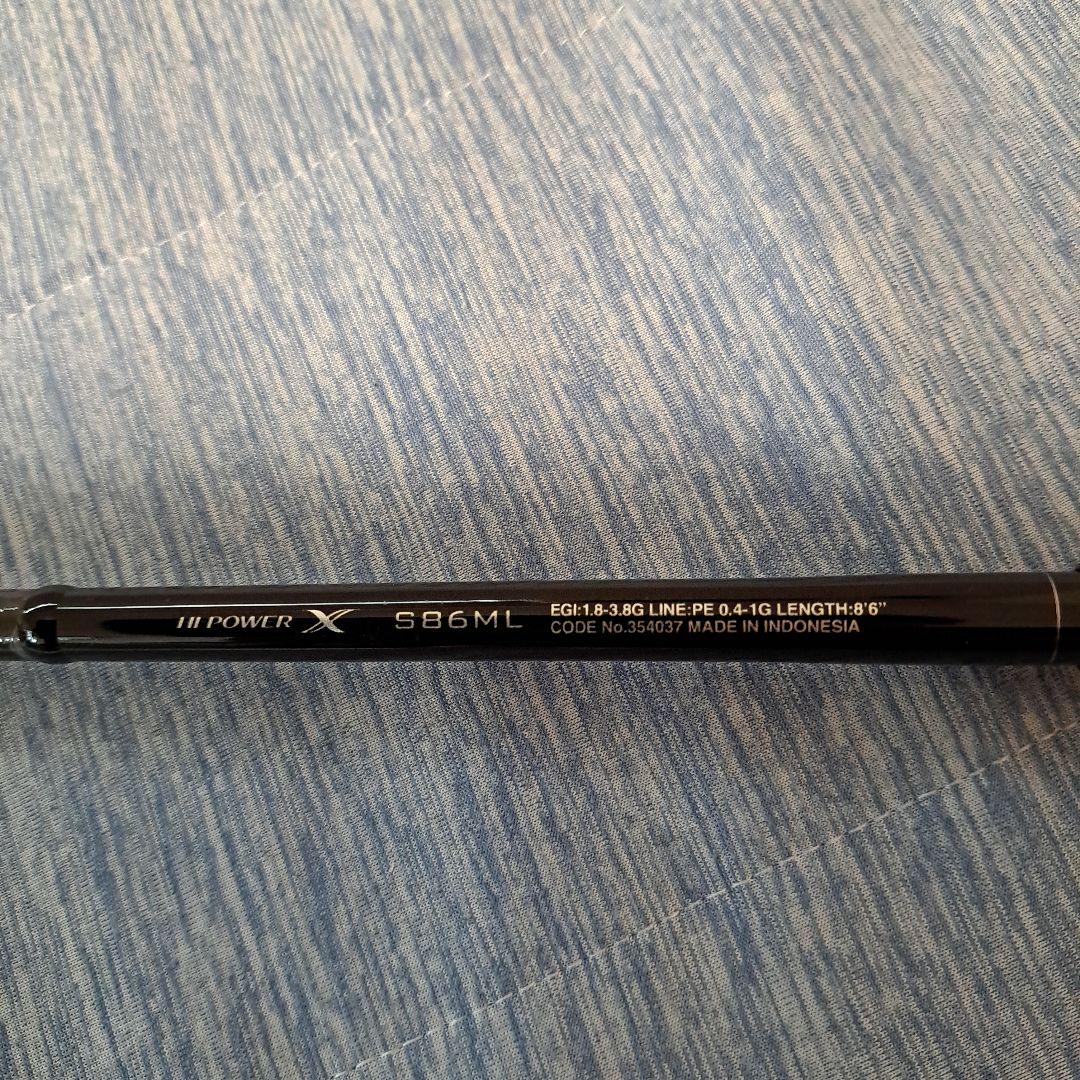 HI POWER X S86ML
EGI:1.8-3.8G LINE:PE 0.4-1G LENGTH:8'6"
CODE No.354037 MADE IN INDONESIA